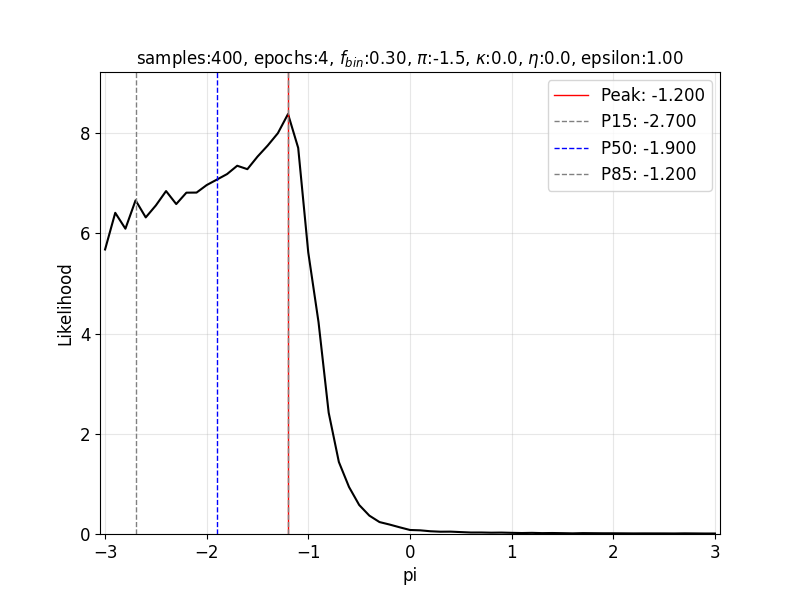 samples:400, epochs:4, f_bin:0.30, π:-1.5, κ:0.0, η:0.0, epsilon:1.00
Peak: -1.200
P15: -2.700
P50: -1.900
P85: -1.200
Likelihood
8
6
4
2
0
−3 −2 −1 0 1 2 3
pi